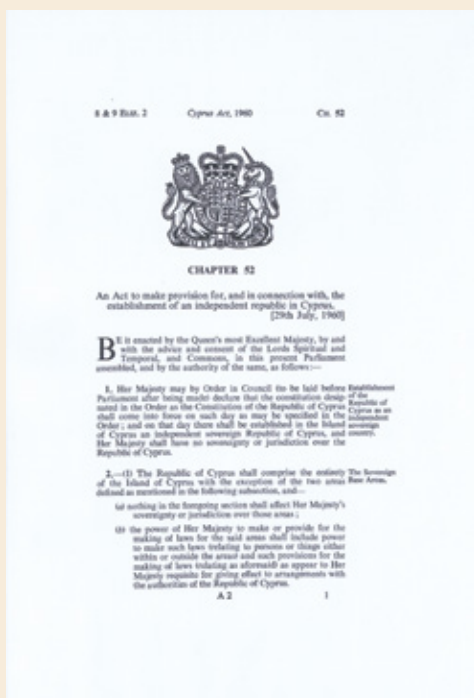 8 & 9 ELIZ. 2 Cyprus Act, 1960 CH. 52
CHAPTER 52
An Act to make provision for, and in connection with, the
establishment of an independent republic in Cyprus.
[29th July, 1960]
BE it enacted by the Queen's most Excellent Majesty, by and
with the advice and consent of the Lords Spiritual and
Temporal, and Commons, in this present Parliament
assembled, and by the authority of the same, as follows:—
1. Her Majesty may by Order in Council (to be laid before Establishment
Parliament after being made) declare that the constitution desig- of the
nated in the Order as the Constitution of the Republic of Cyprus Republic of
shall come into force on such day as may be specified in the Cyprus as an
Order; and on that day there shall be established in the Island independent
of Cyprus an independent sovereign Republic of Cyprus, and sovereign
Her Majesty shall have no sovereignty or jurisdiction over the country.
Republic of Cyprus.
2.—(1) The Republic of Cyprus shall comprise the entirety The Sovereign
of the Island of Cyprus with the exception of the two areas Base Areas.
defined as mentioned in the following subsection, and—
(a) nothing in the foregoing section shall affect Her Majesty's
sovereignty or jurisdiction over those areas;
(b) the power of Her Majesty to make or provide for the
making of laws for the said areas shall include power
to make such laws (relating to persons or things either
within or outside the areas) and such provisions for the
making of laws (relating as aforesaid) as appear to Her
Majesty requisite for giving effect to arrangements with
the authorities of the Republic of Cyprus.
A 2 1